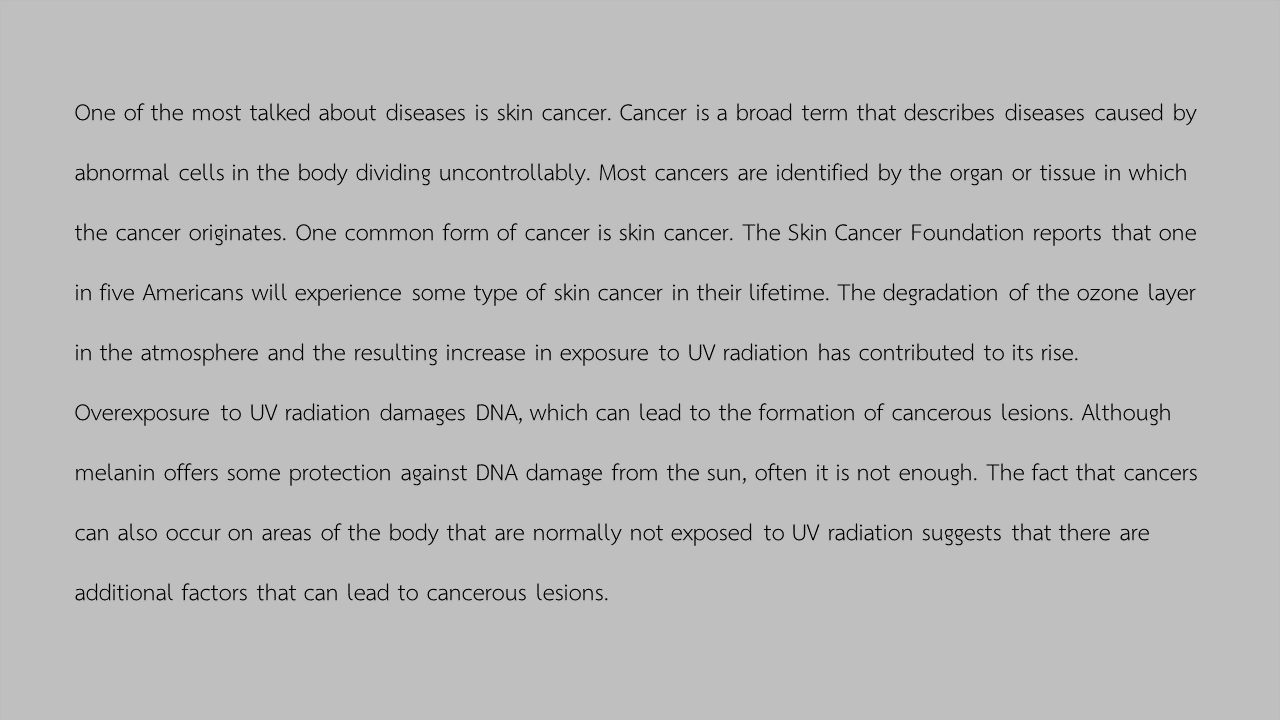 One of the most talked about diseases is skin cancer. Cancer is a broad term that describes diseases caused by
abnormal cells in the body dividing uncontrollably. Most cancers are identified by the organ or tissue in which
the cancer originates. One common form of cancer is skin cancer. The Skin Cancer Foundation reports that one
in five Americans will experience some type of skin cancer in their lifetime. The degradation of the ozone layer
in the atmosphere and the resulting increase in exposure to UV radiation has contributed to its rise.
Overexposure to UV radiation damages DNA, which can lead to the formation of cancerous lesions. Although
melanin offers some protection against DNA damage from the sun, often it is not enough. The fact that cancers
can also occur on areas of the body that are normally not exposed to UV radiation suggests that there are
additional factors that can lead to cancerous lesions.